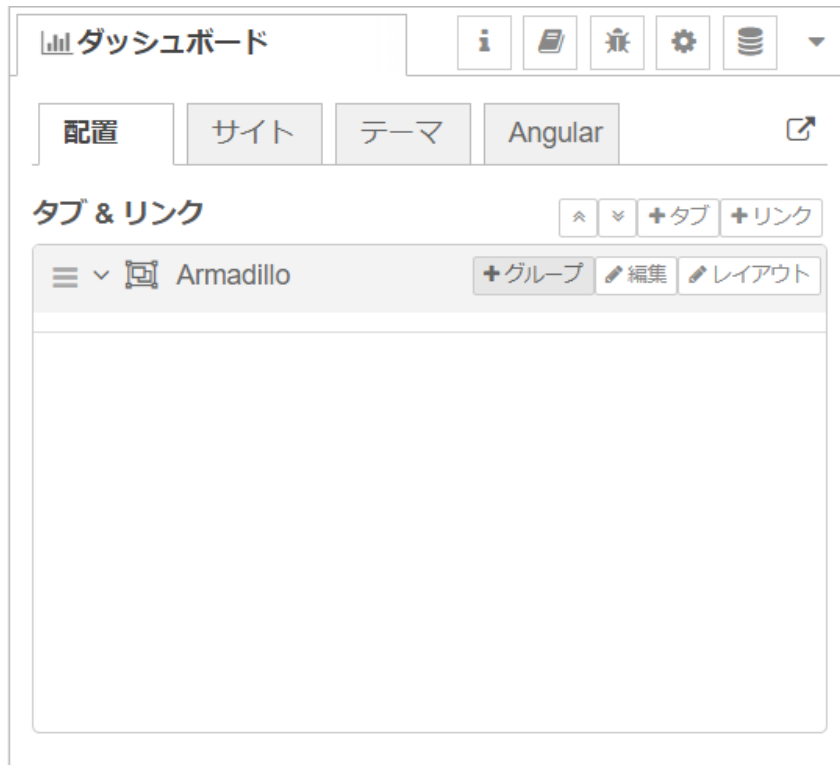 ダッシュボード
配置 サイト テーマ Angular
タブ & リンク +タブ +リンク
Armadillo +グループ 編集 レイアウト